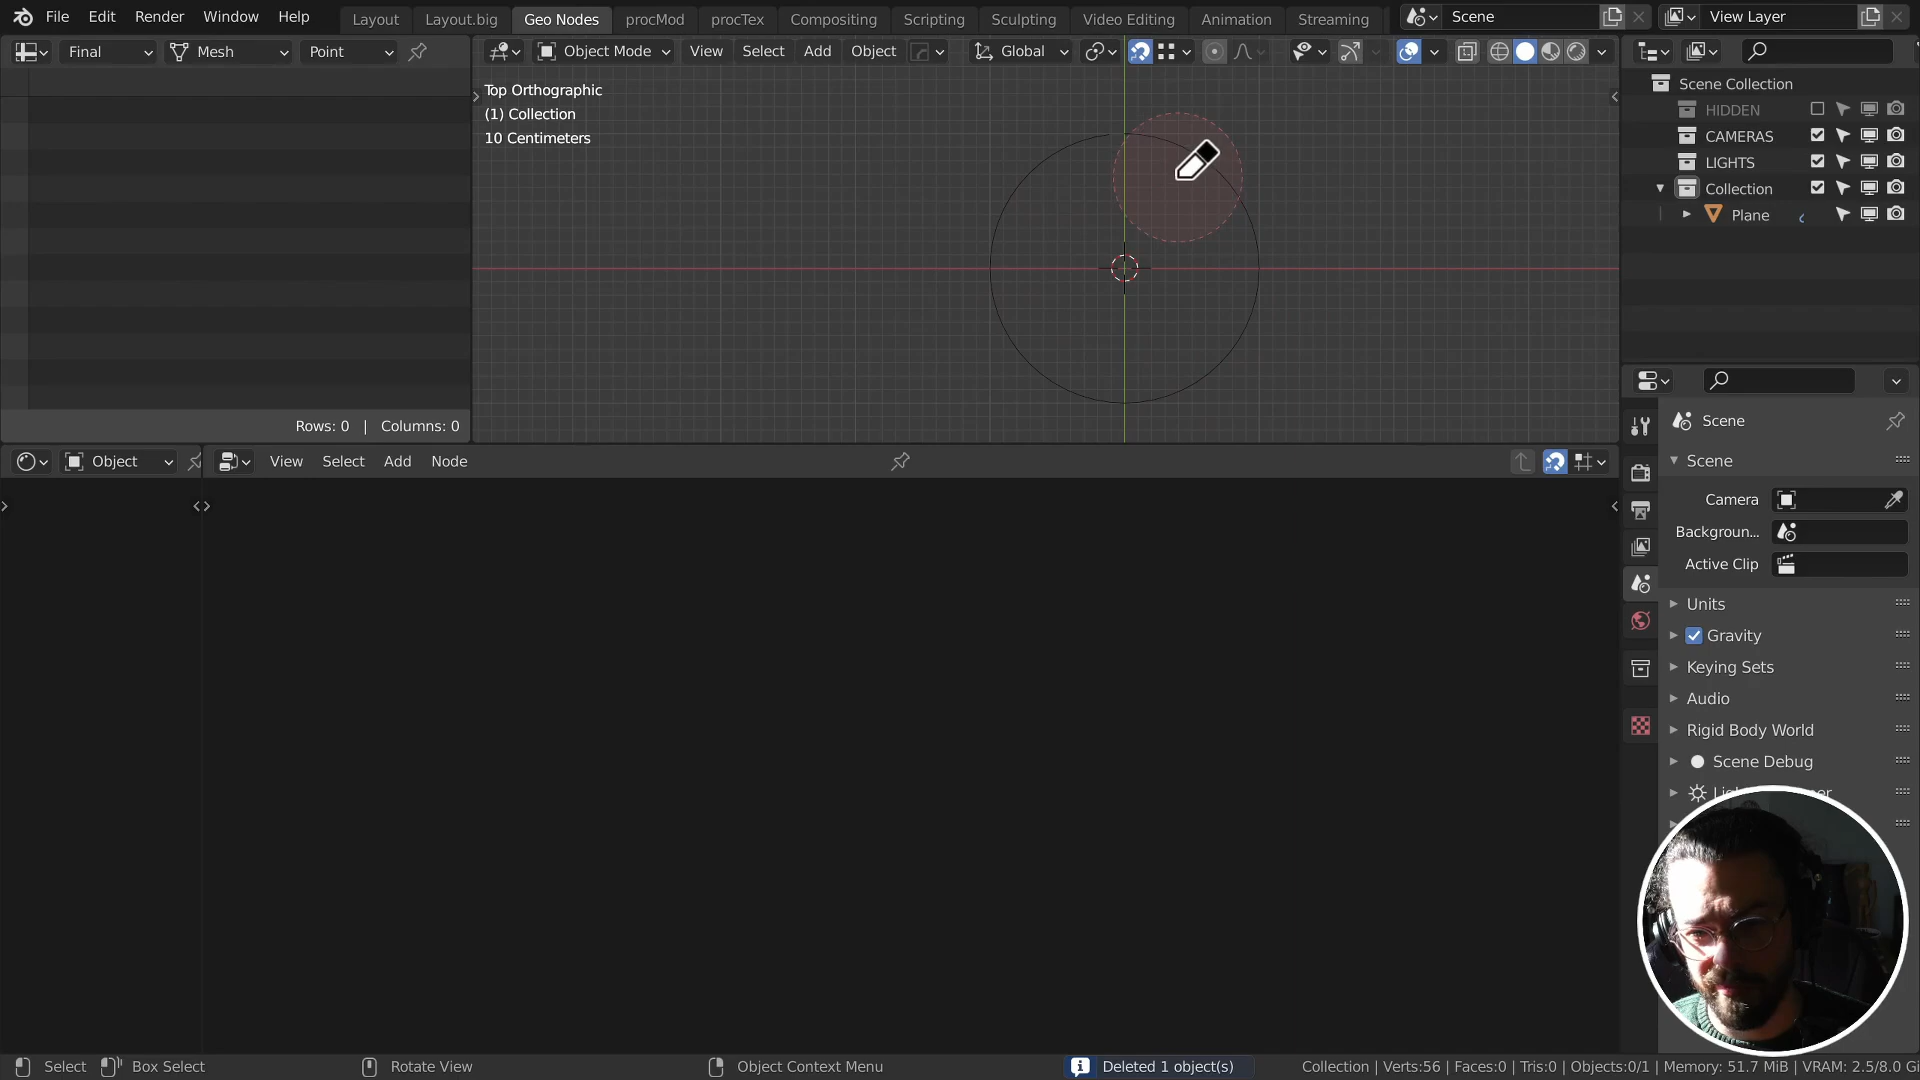 File Edit Render Window Help Layout Layout.big Geo Nodes procMod procTex Compositing Scripting Sculpting Video Editing Animation Streaming Scene View Layer
Final Mesh Point Object Mode View Select Add Object Global
Top Orthographic
(1) Collection
10 Centimeters
Scene Collection
HIDDEN
CAMERAS
LIGHTS
Collection
Plane
Rows: 0 | Columns: 0
Object View Select Add Node
Scene
Scene
Camera
Backgroun...
Active Clip
Units
Gravity
Keying Sets
Audio
Rigid Body World
Scene Debug
Select Box Select Rotate View Object Context Menu Deleted 1 object(s) Collection | Verts:56 | Faces:0 | Tris:0 | Objects:0/1 | Memory: 51.7 MiB | VRAM: 2.5/8.0 Gi